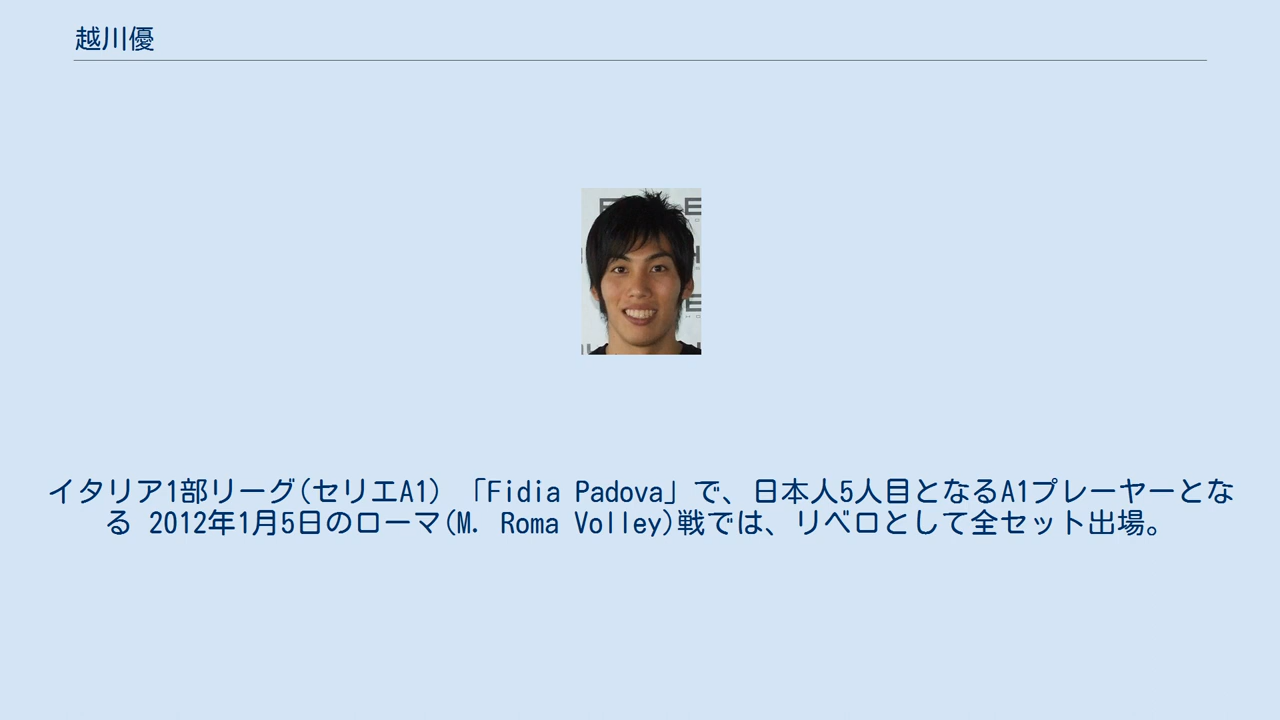 越川優
イタリア1部リーグ(セリエA1) 「Fidia Padova」で、日本人5人目となるA1プレーヤーとな
る 2012年1月5日のローマ(M. Roma Volley)戦では、リベロとして全セット出場。